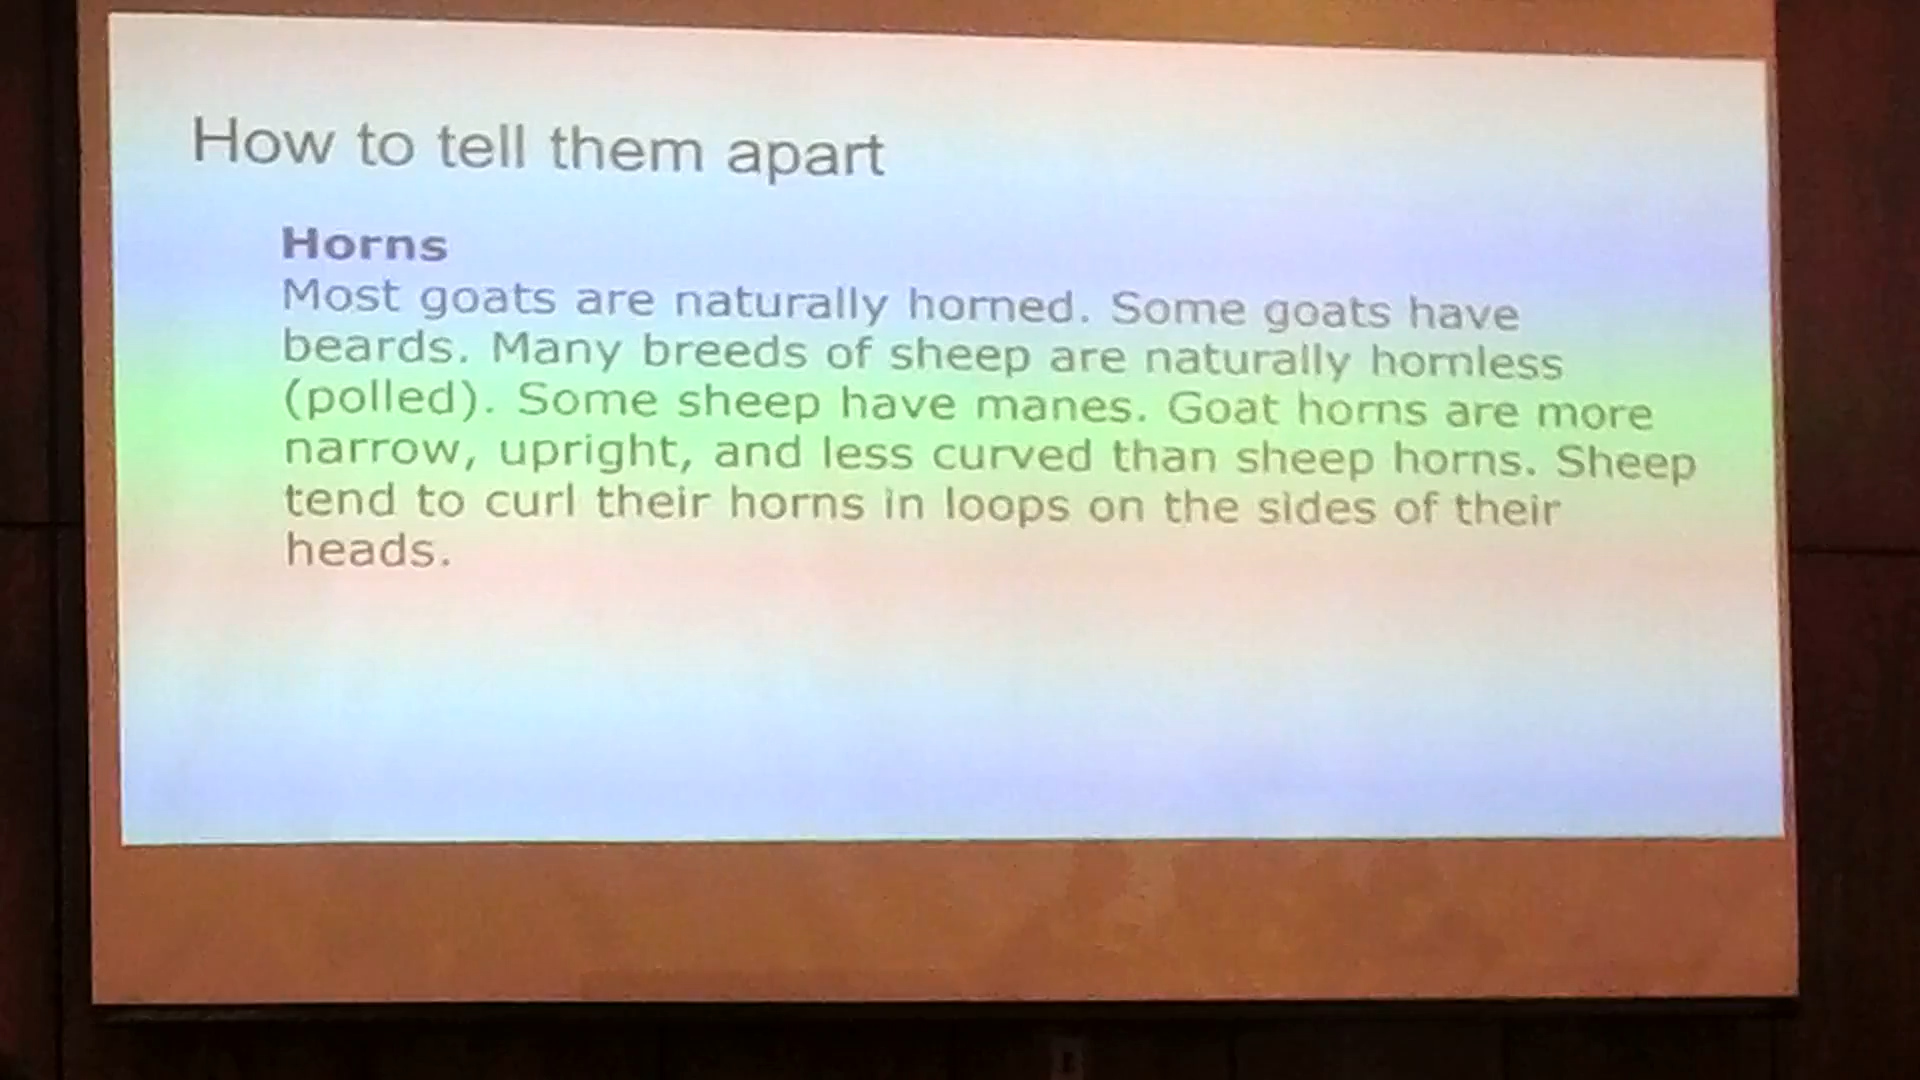 How to tell them apart
Horns
Most goats are naturally horned. Some goats have
beards. Many breeds of sheep are naturally hornless
(polled). Some sheep have manes. Goat horns are more
narrow, upright, and less curved than sheep horns. Sheep
tend to curl their horns in loops on the sides of their
heads.